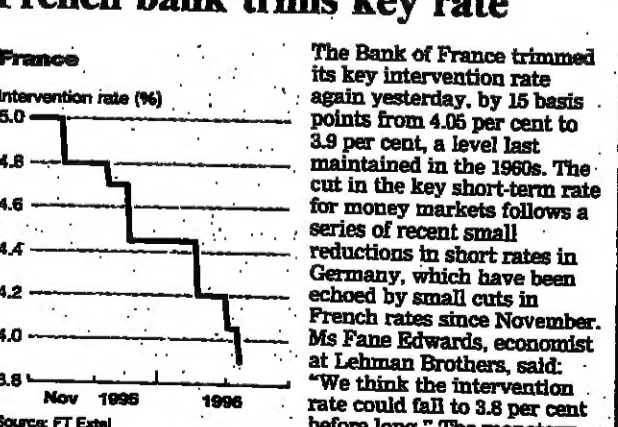 French bank trims key rate
France
Intervention rate (%)
5.0
4.8
4.6
4.4
4.2
4.0
3.8
Nov 1995 1996
Source: FT Extel
The Bank of France trimmed
its key intervention rate
again yesterday, by 15 basis
points from 4.05 per cent to
3.9 per cent, a level last
maintained in the 1960s. The
cut in the key short-term rate
for money markets follows a
series of recent small
reductions in short rates in
Germany, which have been
echoed by small cuts in
French rates since November.
Ms Fane Edwards, economist
at Lehman Brothers, said:
"We think the intervention
rate could fall to 3.8 per cent
before long." The monetary